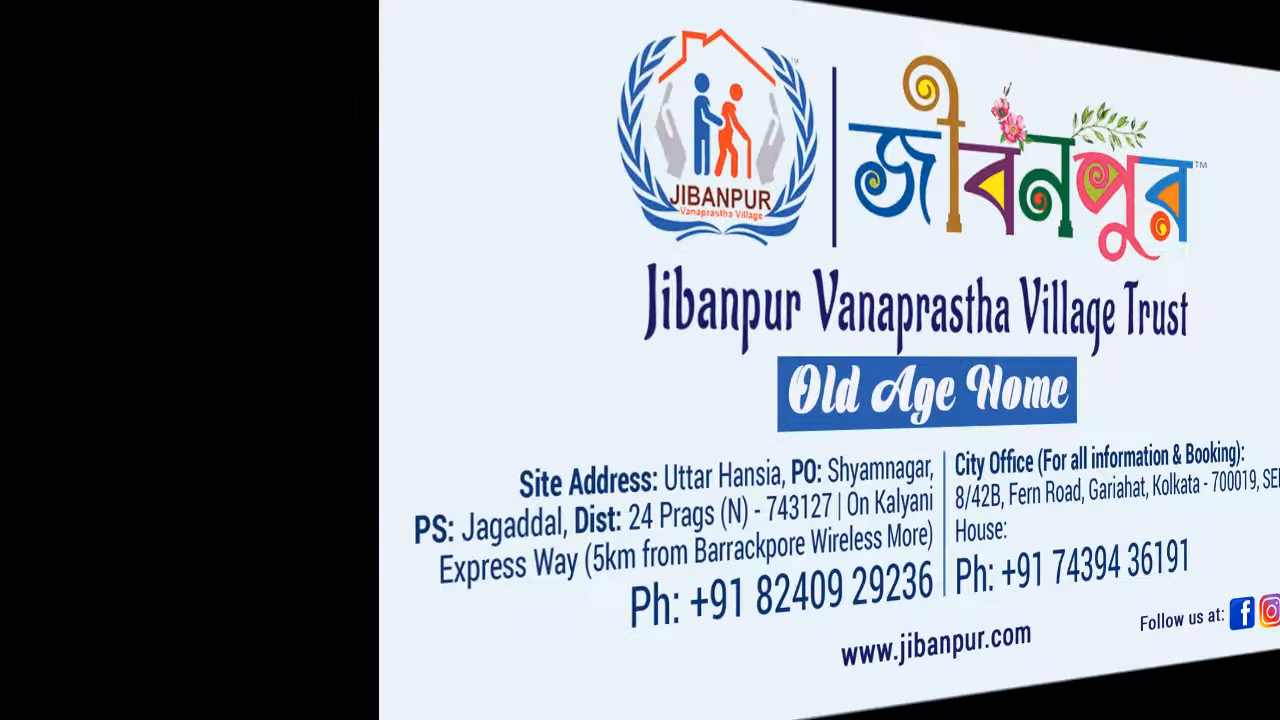 JIBANPUR
Vanaprastha Village
TM
জীবনপুর
TM
Jibanpur Vanaprastha Village Trust
Old Age Home
Site Address: Uttar Hansia, PO: Shyamnagar,
PS: Jagaddal, Dist: 24 Prags (N) - 743127 | On Kalyani
Express Way (5km from Barrackpore Wireless More)
Ph: +91 82409 29236
City Office (For all information & Booking):
8/42B, Fern Road, Gariahat, Kolkata - 700019,
House:
Ph: +91 74394 36191
Follow us at:
www.jibanpur.com